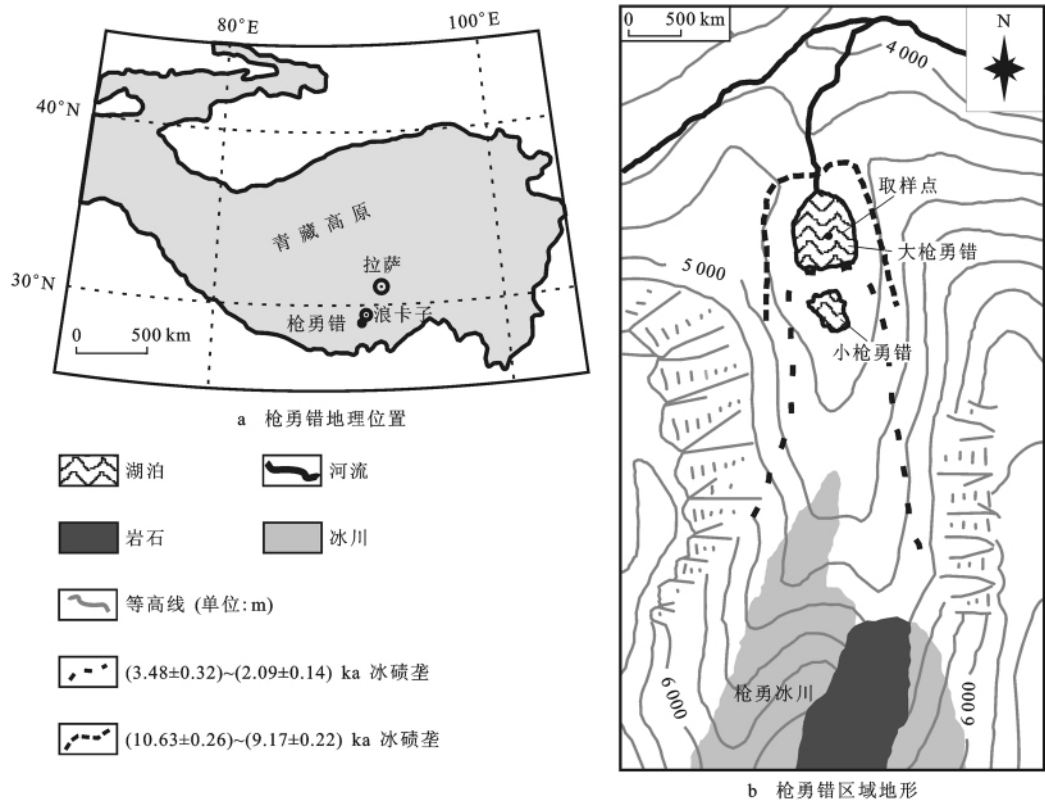 80°E
100°E
40°N
30°N
青藏高原
拉萨
枪勇错
浪卡子
0 500 km
a 枪勇错地理位置
湖泊
河流
岩石
冰川
等高线 (单位:m)
(3.48±0.32)~(2.09±0.14) ka 冰碛垄
(10.63±0.26)~(9.17±0.22) ka 冰碛垄
0 500 km
N
4 000
取样点
大枪勇错
5 000
小枪勇错
枪勇冰川
6 000
6 000
b 枪勇错区域地形